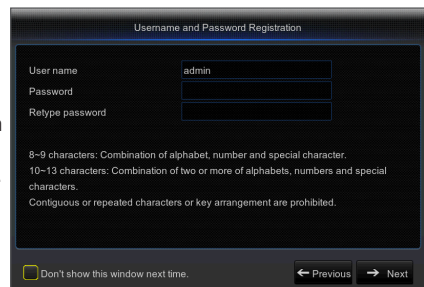 Username and Password Registration
User name admin
Password
Retype password
8~9 characters: Combination of alphabet, number and special character.
10~13 characters: Combination of two or more of alphabets, numbers and special
characters.
Contiguous or repeated characters or key arrangement are prohibited.
Don't show this window next time. ← Previous → Next